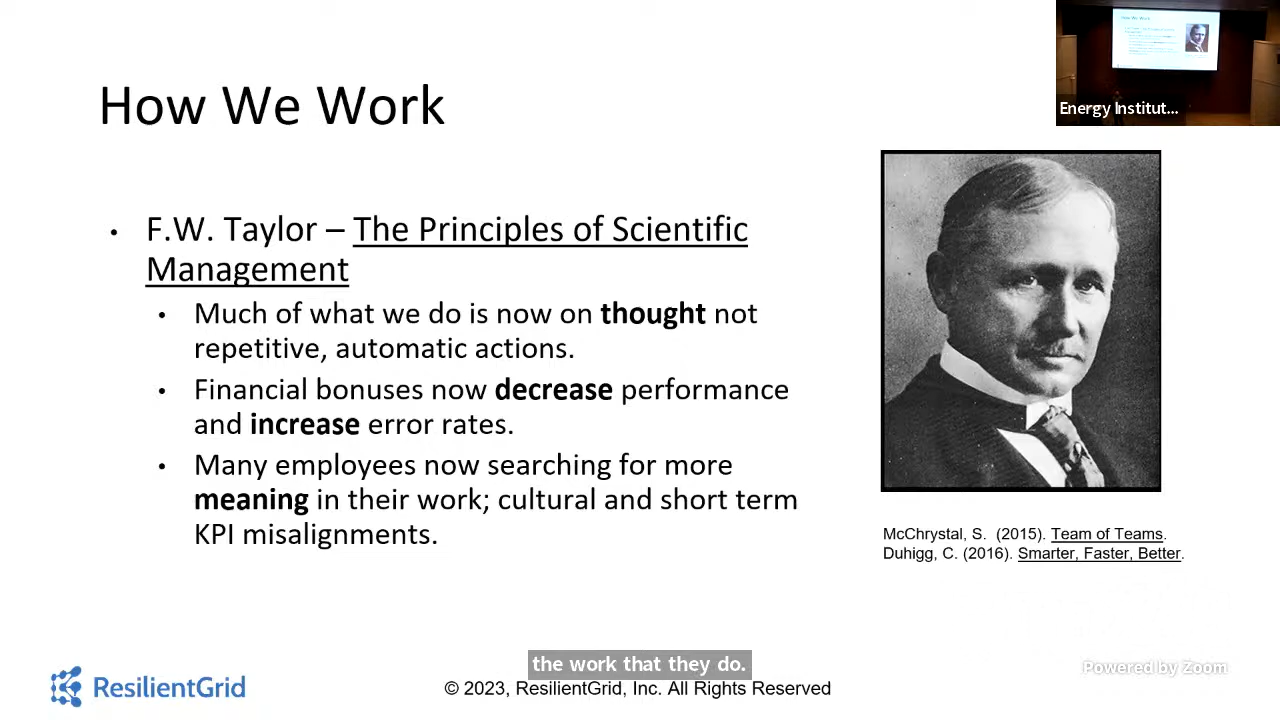 How We Work
Energy Institut...
• F.W. Taylor – The Principles of Scientific
Management
• Much of what we do is now on thought not
repetitive, automatic actions.
• Financial bonuses now decrease performance
and increase error rates.
• Many employees now searching for more
meaning in their work; cultural and short term
KPI misalignments.
McChrystal, S. (2015). Team of Teams.
Duhigg, C. (2016). Smarter, Faster, Better.
the work that they do.
Powered by Zoom
ResilientGrid
© 2023, ResilientGrid, Inc. All Rights Reserved